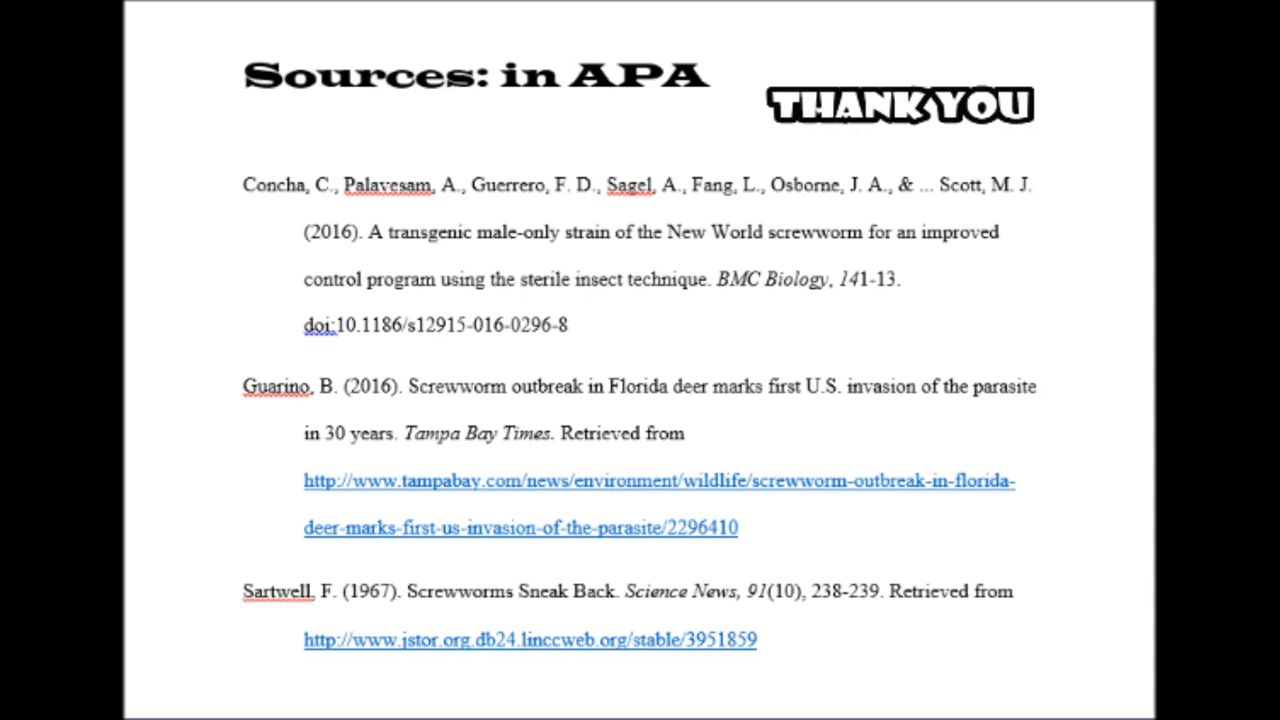 Sources: in APA
THANK YOU
Concha, C., Palavesam, A., Guerrero, F. D., Sagel, A., Fang, L., Osborne, J. A., & ... Scott, M. J.
(2016). A transgenic male-only strain of the New World screwworm for an improved
control program using the sterile insect technique. BMC Biology, 141-13.
doi:10.1186/s12915-016-0296-8
Guarino, B. (2016). Screwworm outbreak in Florida deer marks first U.S. invasion of the parasite
in 30 years. Tampa Bay Times. Retrieved from
http://www.tampabay.com/news/environment/wildlife/screwworm-outbreak-in-florida-
deer-marks-first-us-invasion-of-the-parasite/2296410
Sartwell, F. (1967). Screwworms Sneak Back. Science News, 91(10), 238-239. Retrieved from
http://www.jstor.org.db24.linccweb.org/stable/3951859